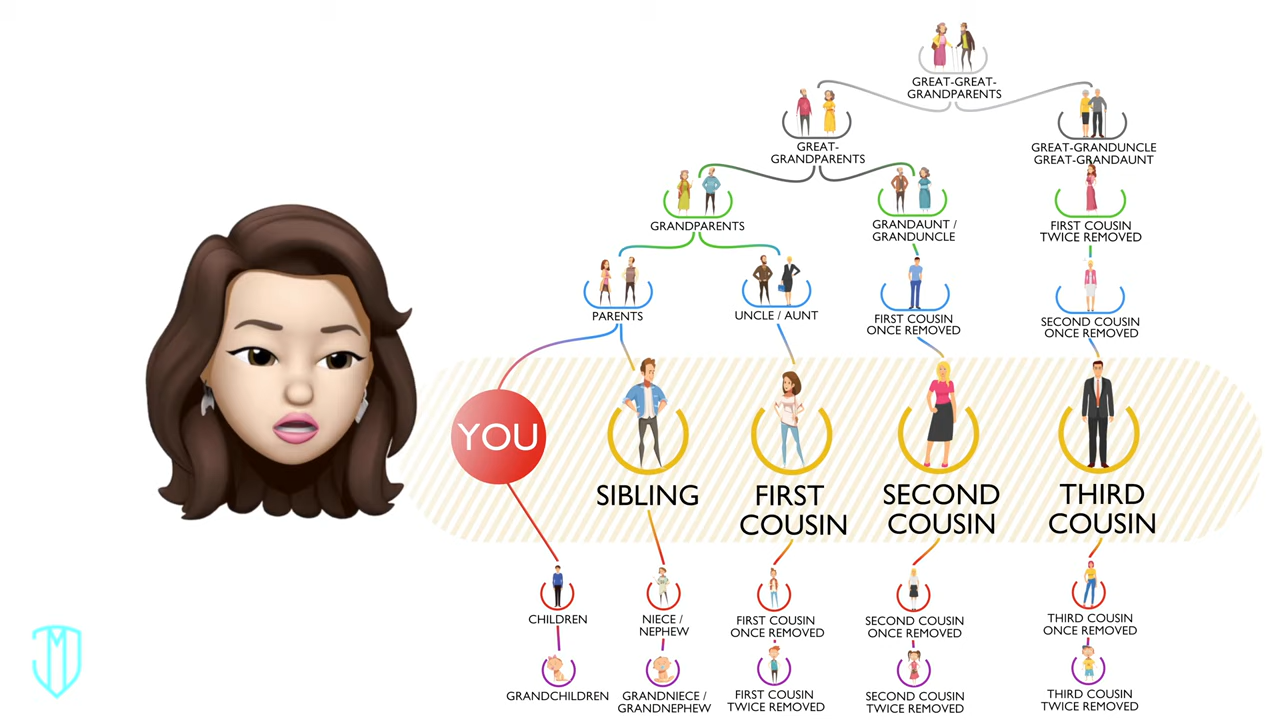 GREAT-GREAT-
GRANDPARENTS
GREAT-
GRANDPARENTS
GREAT-GRANDUNCLE
GREAT-GRANDAUNT
GRANDPARENTS
GRANDAUNT /
GRANDUNCLE
FIRST COUSIN
TWICE REMOVED
PARENTS
UNCLE / AUNT
FIRST COUSIN
ONCE REMOVED
SECOND COUSIN
ONCE REMOVED
YOU
SIBLING
FIRST
COUSIN
SECOND
COUSIN
THIRD
COUSIN
CHILDREN
NIECE /
NEPHEW
FIRST COUSIN
ONCE REMOVED
SECOND COUSIN
ONCE REMOVED
THIRD COUSIN
ONCE REMOVED
GRANDCHILDREN
GRANDNIECE /
GRANDNEPHEW
FIRST COUSIN
TWICE REMOVED
SECOND COUSIN
TWICE REMOVED
THIRD COUSIN
TWICE REMOVED